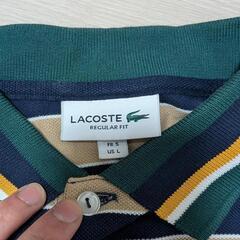 LACOSTE
REGULAR FIT
FR 5
US L